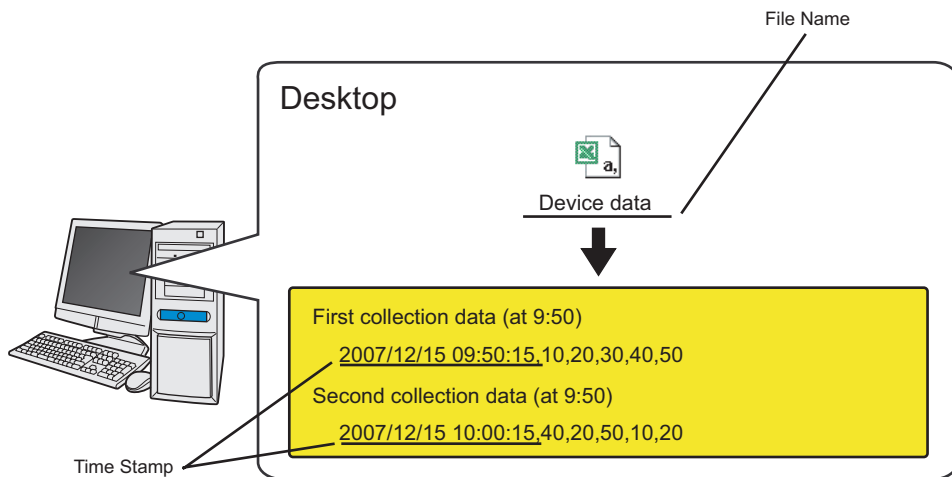 File Name
Desktop
a,
Device data
First collection data (at 9:50)
2007/12/15 09:50:15,10,20,30,40,50
Second collection data (at 9:50)
2007/12/15 10:00:15,40,20,50,10,20
Time Stamp